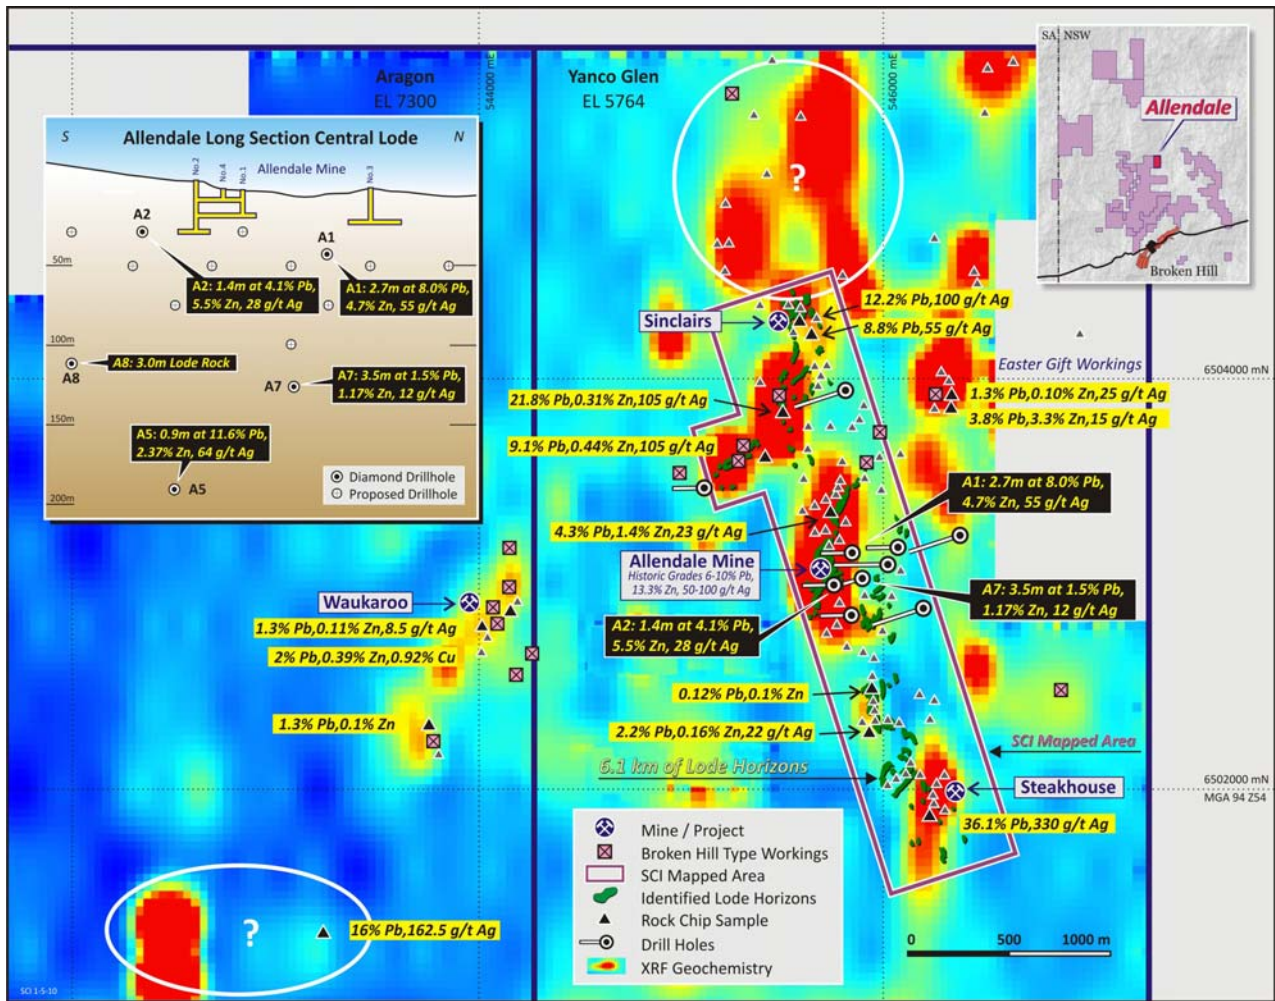 Aragon
EL 7300
544000 mE
Yanco Glen
EL 5764
546000 mE
SA
NSW
Allendale
Broken Hill
S
Allendale Long Section Central Lode
N
No.2
No.4
No.1
Allendale Mine
No.3
A2
A1
50m
A2: 1.4m at 4.1% Pb,
5.5% Zn, 28 g/t Ag
A1: 2.7m at 8.0% Pb,
4.7% Zn, 55 g/t Ag
100m
A8: 3.0m Lode Rock
A8
A7
A7: 3.5m at 1.5% Pb,
1.17% Zn, 12 g/t Ag
150m
A5: 0.9m at 11.6% Pb,
2.37% Zn, 64 g/t Ag
A5
200m
Diamond Drillhole
Proposed Drillhole
?
Sinclairs
12.2% Pb,100 g/t Ag
8.8% Pb,55 g/t Ag
Easter Gift Workings
6504000 mN
21.8% Pb,0.31% Zn,105 g/t Ag
1.3% Pb,0.10% Zn,25 g/t Ag
3.8% Pb,3.3% Zn,15 g/t Ag
9.1% Pb,0.44% Zn,105 g/t Ag
A1: 2.7m at 8.0% Pb,
4.7% Zn, 55 g/t Ag
4.3% Pb,1.4% Zn,23 g/t Ag
Allendale Mine
Historic Grades 6-10% Pb,
13.3% Zn, 50-100 g/t Ag
A7: 3.5m at 1.5% Pb,
1.17% Zn, 12 g/t Ag
A2: 1.4m at 4.1% Pb,
5.5% Zn, 28 g/t Ag
Waukaroo
1.3% Pb,0.11% Zn,8.5 g/t Ag
2% Pb,0.39% Zn,0.92% Cu
1.3% Pb,0.1% Zn
0.12% Pb,0.1% Zn
2.2% Pb,0.16% Zn,22 g/t Ag
SCI Mapped Area
6.1 km of Lode Horizons
Steakhouse
6502000 mN
MGA 94 Z54
36.1% Pb,330 g/t Ag
Mine / Project
Broken Hill Type Workings
SCI Mapped Area
Identified Lode Horizons
Rock Chip Sample
Drill Holes
XRF Geochemistry
0 500 1000 m
?
16% Pb,162.5 g/t Ag
SCI 1-5-10